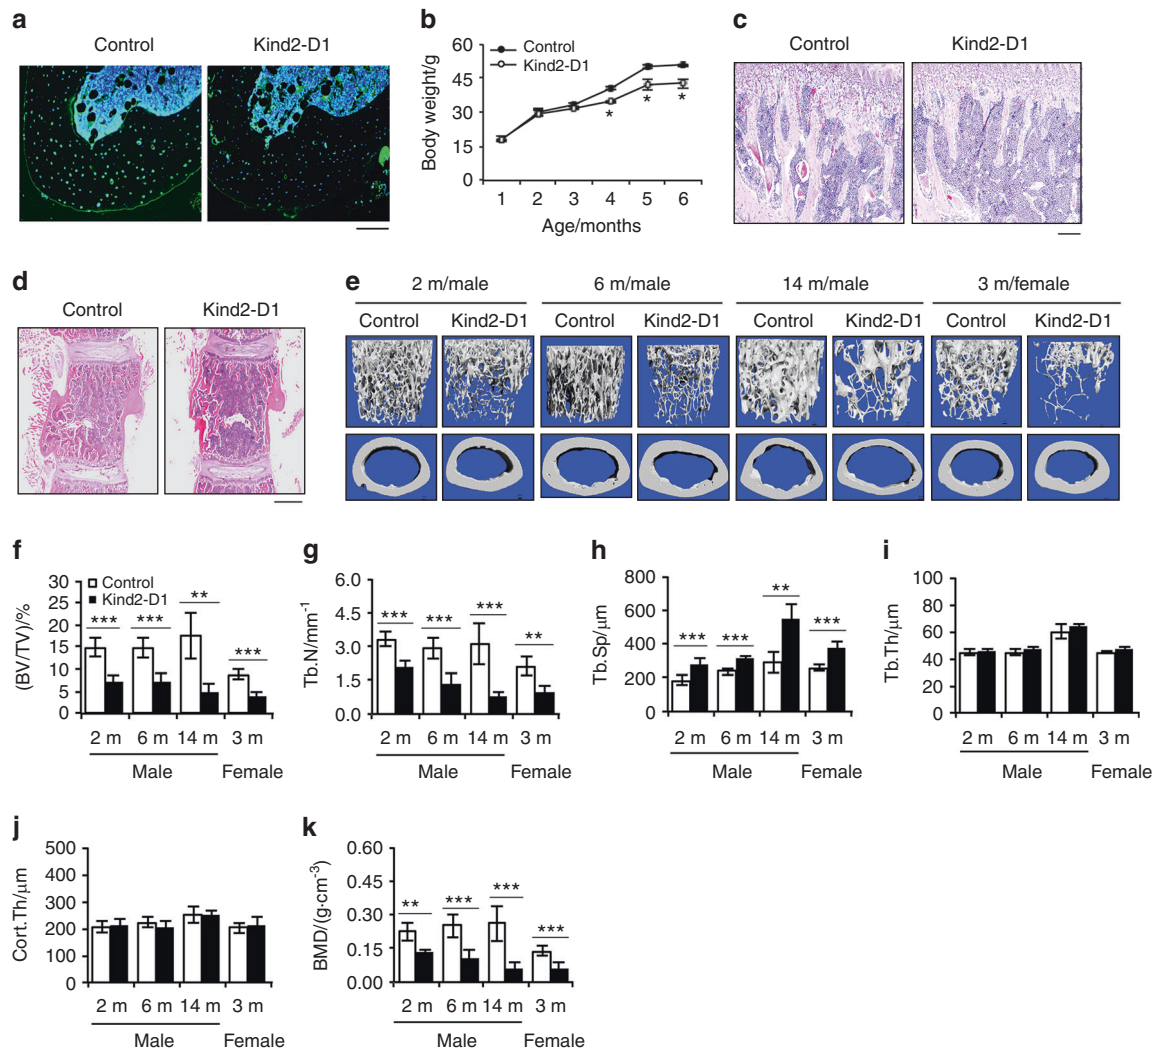 a
Control
Kind2-D1
b
Body weight/g
60
45
30
15
0
Control
Kind2-D1
*
*
*
1 2 3 4 5 6
Age/months
c
Control
Kind2-D1
d
Control
Kind2-D1
e
2 m/male
6 m/male
14 m/male
3 m/female
Control Kind2-D1 Control Kind2-D1 Control Kind2-D1 Control Kind2-D1
f
(BV/TV)/%
30
25
20
15
10
5
0
Control
Kind2-D1
***
***
**
***
2 m 6 m 14 m 3 m
Male Female
g
Tb.N/mm⁻¹
6.0
4.5
3.0
1.5
0.0
***
***
***
**
2 m 6 m 14 m 3 m
Male Female
h
Tb.Sp/μm
800
600
400
200
0
***
***
**
***
2 m 6 m 14 m 3 m
Male Female
i
Tb.Th/μm
100
80
60
40
20
0
2 m 6 m 14 m 3 m
Male Female
j
Cort.Th/μm
500
400
300
200
100
0
2 m 6 m 14 m 3 m
Male Female
k
BMD/(g·cm⁻³)
0.60
0.45
0.30
0.15
0.00
**
***
***
***
2 m 6 m 14 m 3 m
Male Female